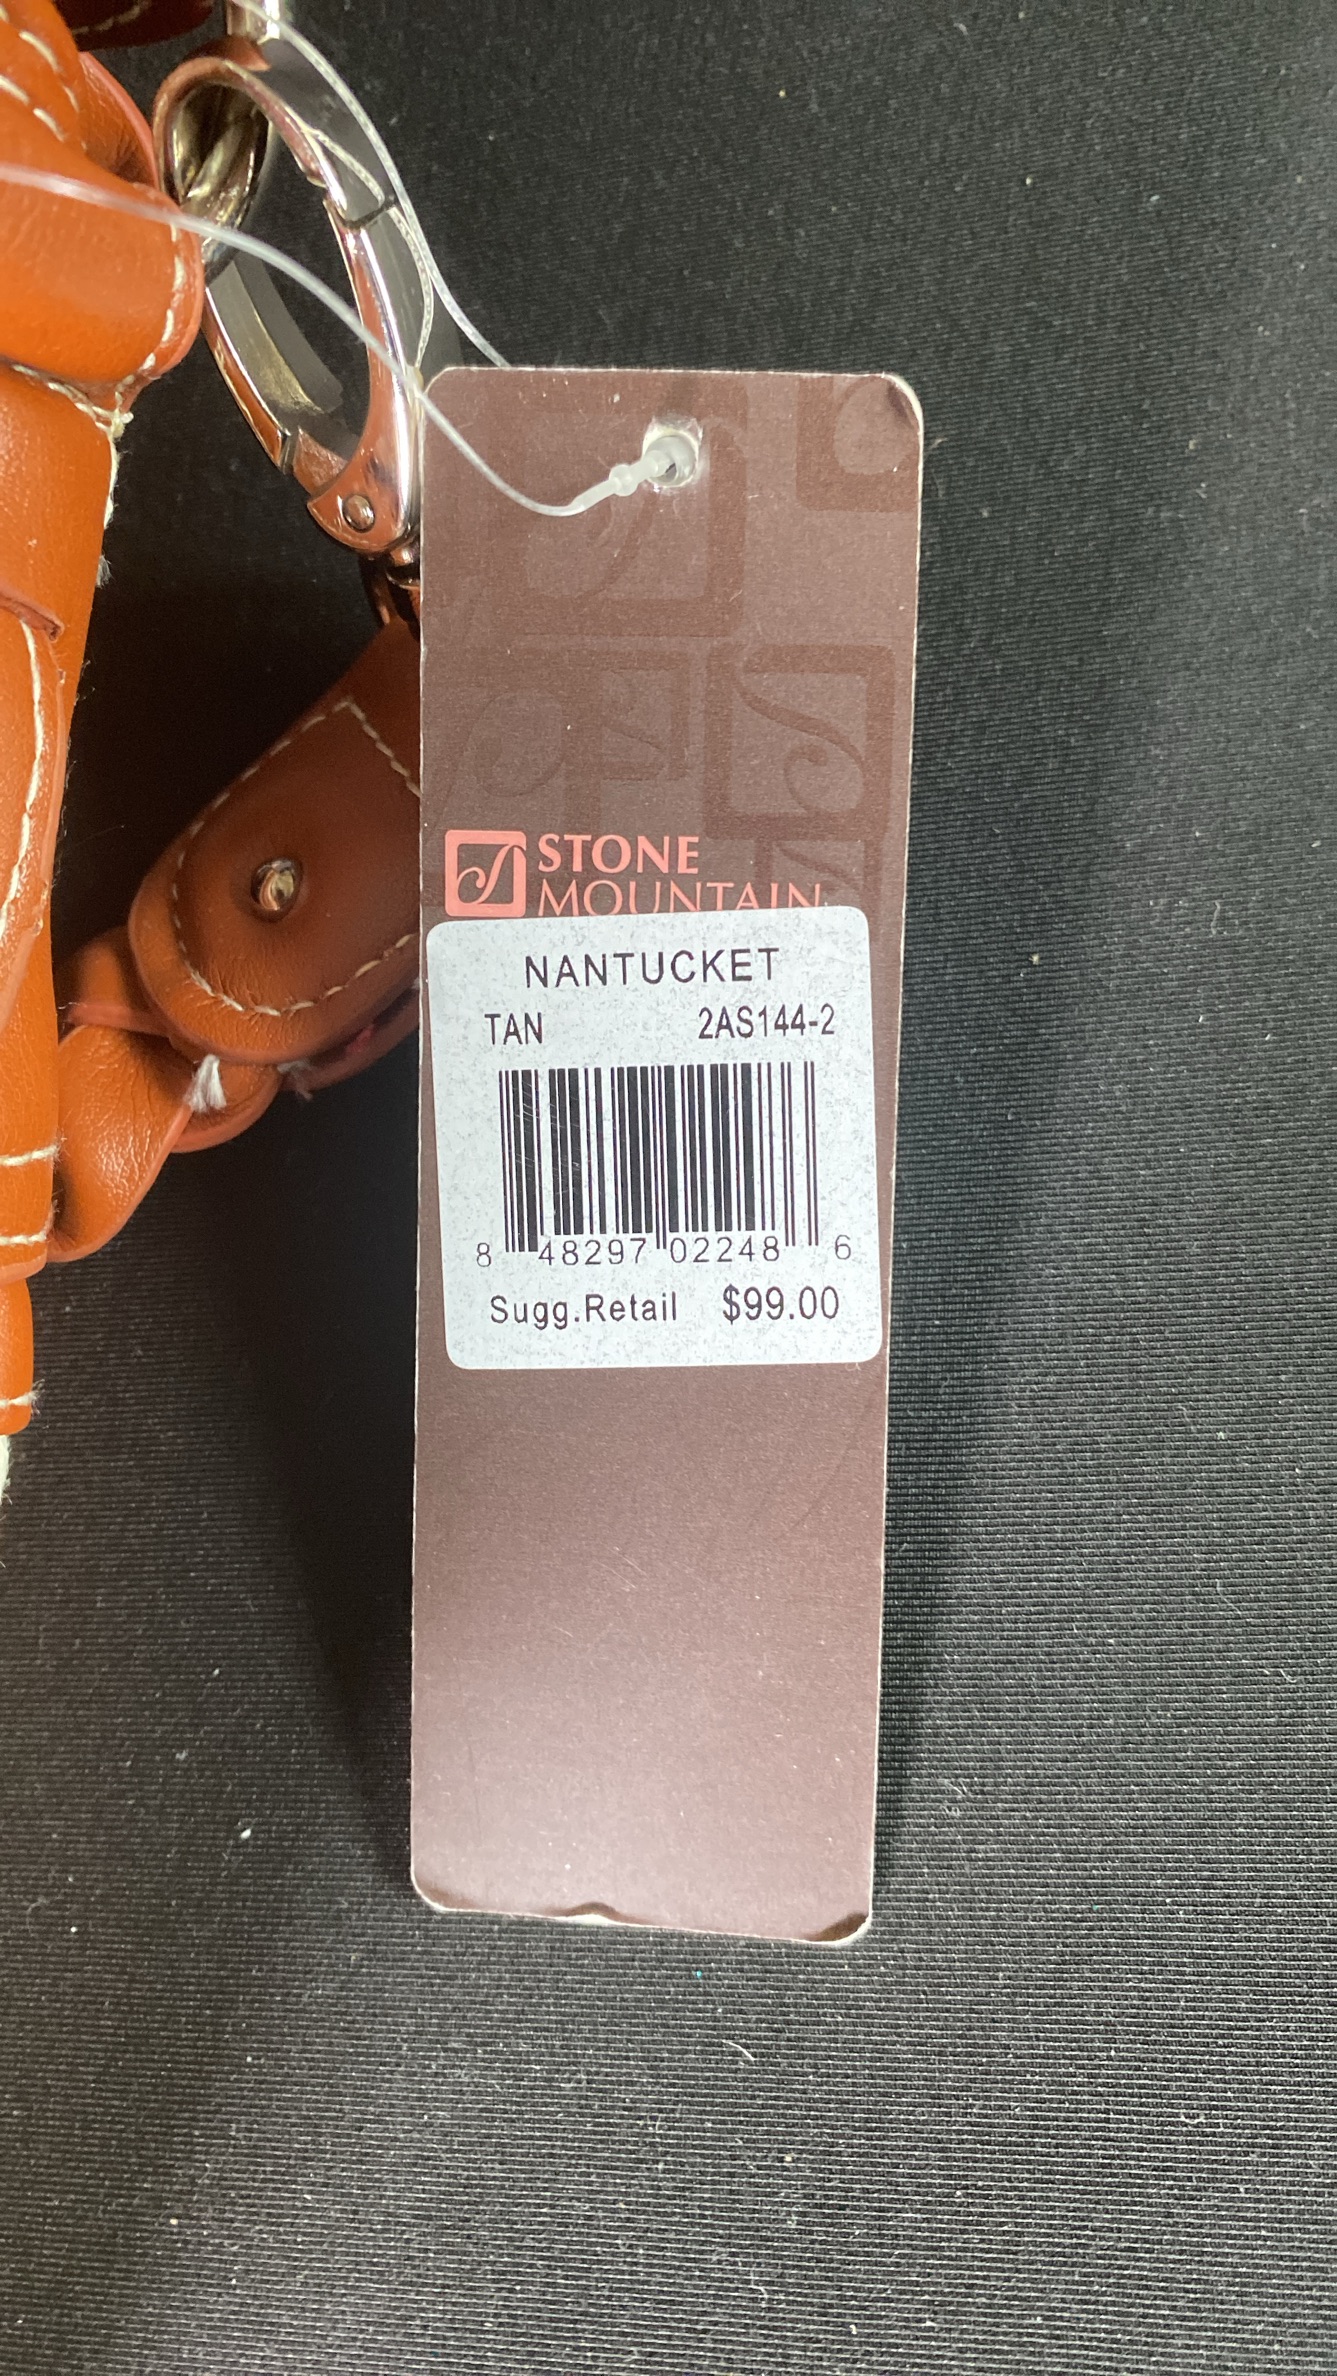 STONE
MOUNTAIN
NANTUCKET
TAN 2AS144-2
8 48297 02248 6
Sugg.Retail $99.00